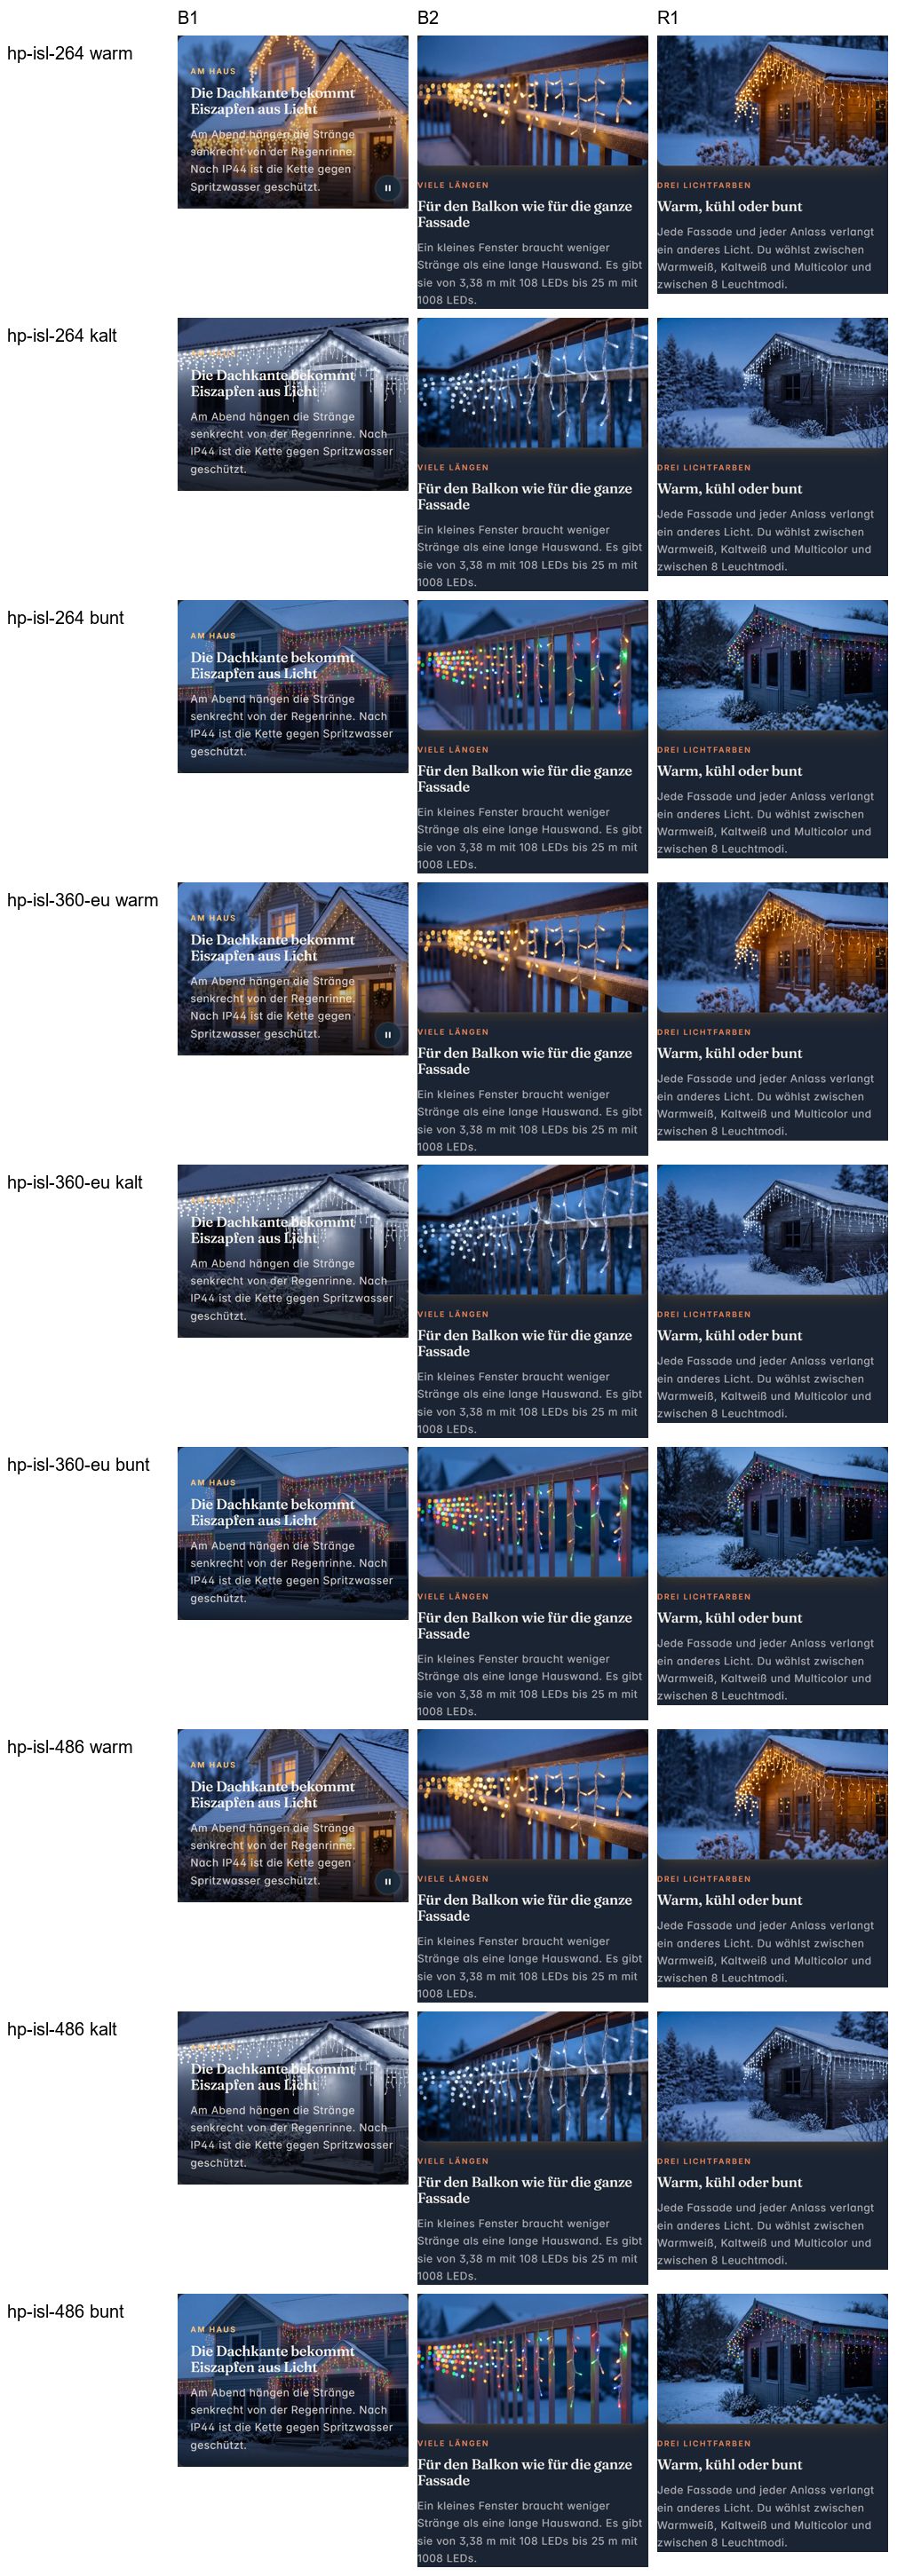 B1 B2 R1
hp-isl-264 warm
AM HAUS
Die Dachkante bekommt
Eiszapfen aus Licht
Am Abend hängen die Stränge
senkrecht von der Regenrinne.
Nach IP44 ist die Kette gegen
Spritzwasser geschützt.
VIELE LÄNGEN
Für den Balkon wie für die ganze
Fassade
Ein kleines Fenster braucht weniger
Stränge als eine lange Hauswand. Es gibt
sie von 3,38 m mit 108 LEDs bis 25 m mit
1008 LEDs.
DREI LICHTFARBEN
Warm, kühl oder bunt
Jede Fassade und jeder Anlass verlangt
ein anderes Licht. Du wählst zwischen
Warmweiß, Kaltweiß und Multicolor und
zwischen 8 Leuchtmodi.
hp-isl-264 kalt
Die Dachkante bekommt
Eiszapfen aus Licht
Am Abend hängen die Stränge
senkrecht von der Regenrinne. Nach
IP44 ist die Kette gegen Spritzwasser
geschützt.
VIELE LÄNGEN
Für den Balkon wie für die ganze
Fassade
Ein kleines Fenster braucht weniger
Stränge als eine lange Hauswand. Es gibt
sie von 3,38 m mit 108 LEDs bis 25 m mit
1008 LEDs.
DREI LICHTFARBEN
Warm, kühl oder bunt
Jede Fassade und jeder Anlass verlangt
ein anderes Licht. Du wählst zwischen
Warmweiß, Kaltweiß und Multicolor und
zwischen 8 Leuchtmodi.
hp-isl-264 bunt
AM HAUS
Die Dachkante bekommt
Eiszapfen aus Licht
Am Abend hängen die Stränge
senkrecht von der Regenrinne. Nach
IP44 ist die Kette gegen Spritzwasser
geschützt.
VIELE LÄNGEN
Für den Balkon wie für die ganze
Fassade
Ein kleines Fenster braucht weniger
Stränge als eine lange Hauswand. Es gibt
sie von 3,38 m mit 108 LEDs bis 25 m mit
1008 LEDs.
DREI LICHTFARBEN
Warm, kühl oder bunt
Jede Fassade und jeder Anlass verlangt
ein anderes Licht. Du wählst zwischen
Warmweiß, Kaltweiß und Multicolor und
zwischen 8 Leuchtmodi.
hp-isl-360-eu warm
AM HAUS
Die Dachkante bekommt
Eiszapfen aus Licht
Am Abend hängen die Stränge
senkrecht von der Regenrinne.
Nach IP44 ist die Kette gegen
Spritzwasser geschützt.
VIELE LÄNGEN
Für den Balkon wie für die ganze
Fassade
Ein kleines Fenster braucht weniger
Stränge als eine lange Hauswand. Es gibt
sie von 3,38 m mit 108 LEDs bis 25 m mit
1008 LEDs.
DREI LICHTFARBEN
Warm, kühl oder bunt
Jede Fassade und jeder Anlass verlangt
ein anderes Licht. Du wählst zwischen
Warmweiß, Kaltweiß und Multicolor und
zwischen 8 Leuchtmodi.
hp-isl-360-eu kalt
Die Dachkante bekommt
Eiszapfen aus Licht
Am Abend hängen die Stränge
senkrecht von der Regenrinne. Nach
IP44 ist die Kette gegen Spritzwasser
geschützt.
VIELE LÄNGEN
Für den Balkon wie für die ganze
Fassade
Ein kleines Fenster braucht weniger
Stränge als eine lange Hauswand. Es gibt
sie von 3,38 m mit 108 LEDs bis 25 m mit
1008 LEDs.
DREI LICHTFARBEN
Warm, kühl oder bunt
Jede Fassade und jeder Anlass verlangt
ein anderes Licht. Du wählst zwischen
Warmweiß, Kaltweiß und Multicolor und
zwischen 8 Leuchtmodi.
hp-isl-360-eu bunt
AM HAUS
Die Dachkante bekommt
Eiszapfen aus Licht
Am Abend hängen die Stränge
senkrecht von der Regenrinne. Nach
IP44 ist die Kette gegen Spritzwasser
geschützt.
VIELE LÄNGEN
Für den Balkon wie für die ganze
Fassade
Ein kleines Fenster braucht weniger
Stränge als eine lange Hauswand. Es gibt
sie von 3,38 m mit 108 LEDs bis 25 m mit
1008 LEDs.
DREI LICHTFARBEN
Warm, kühl oder bunt
Jede Fassade und jeder Anlass verlangt
ein anderes Licht. Du wählst zwischen
Warmweiß, Kaltweiß und Multicolor und
zwischen 8 Leuchtmodi.
hp-isl-486 warm
AM HAUS
Die Dachkante bekommt
Eiszapfen aus Licht
Am Abend hängen die Stränge
senkrecht von der Regenrinne.
Nach IP44 ist die Kette gegen
Spritzwasser geschützt.
VIELE LÄNGEN
Für den Balkon wie für die ganze
Fassade
Ein kleines Fenster braucht weniger
Stränge als eine lange Hauswand. Es gibt
sie von 3,38 m mit 108 LEDs bis 25 m mit
1008 LEDs.
DREI LICHTFARBEN
Warm, kühl oder bunt
Jede Fassade und jeder Anlass verlangt
ein anderes Licht. Du wählst zwischen
Warmweiß, Kaltweiß und Multicolor und
zwischen 8 Leuchtmodi.
hp-isl-486 kalt
Die Dachkante bekommt
Eiszapfen aus Licht
Am Abend hängen die Stränge
senkrecht von der Regenrinne. Nach
IP44 ist die Kette gegen Spritzwasser
geschützt.
VIELE LÄNGEN
Für den Balkon wie für die ganze
Fassade
Ein kleines Fenster braucht weniger
Stränge als eine lange Hauswand. Es gibt
sie von 3,38 m mit 108 LEDs bis 25 m mit
1008 LEDs.
DREI LICHTFARBEN
Warm, kühl oder bunt
Jede Fassade und jeder Anlass verlangt
ein anderes Licht. Du wählst zwischen
Warmweiß, Kaltweiß und Multicolor und
zwischen 8 Leuchtmodi.
hp-isl-486 bunt
AM HAUS
Die Dachkante bekommt
Eiszapfen aus Licht
Am Abend hängen die Stränge
senkrecht von der Regenrinne. Nach
IP44 ist die Kette gegen Spritzwasser
geschützt.
VIELE LÄNGEN
Für den Balkon wie für die ganze
Fassade
Ein kleines Fenster braucht weniger
Stränge als eine lange Hauswand. Es gibt
sie von 3,38 m mit 108 LEDs bis 25 m mit
1008 LEDs.
DREI LICHTFARBEN
Warm, kühl oder bunt
Jede Fassade und jeder Anlass verlangt
ein anderes Licht. Du wählst zwischen
Warmweiß, Kaltweiß und Multicolor und
zwischen 8 Leuchtmodi.